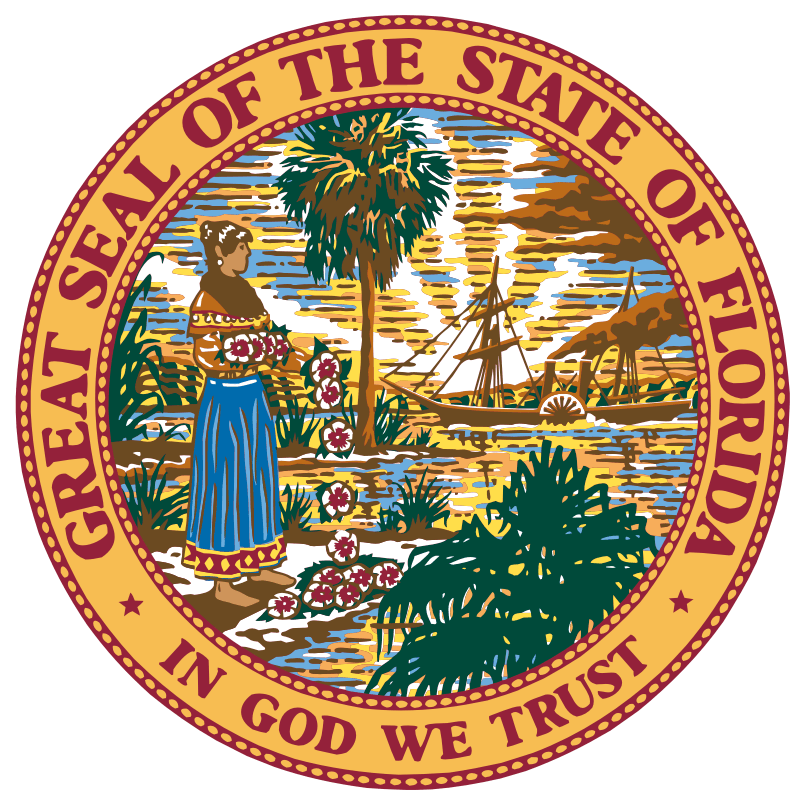 GREAT SEAL OF THE STATE OF FLORIDA
IN GOD WE TRUST